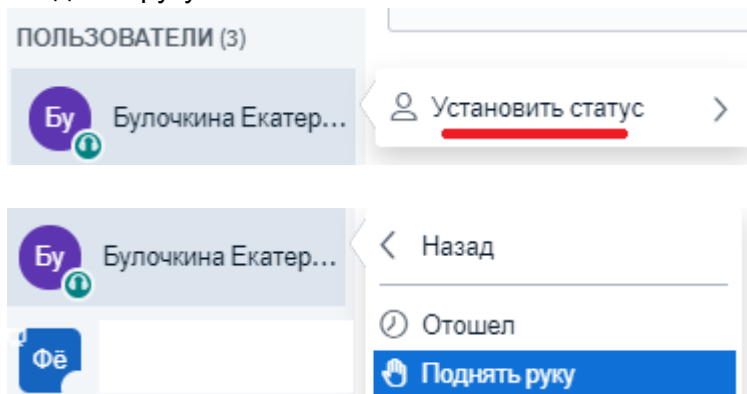 ПОЛЬЗОВАТЕЛИ (3)
Бу Булочкина Екатер...
Установить статус
Бу Булочкина Екатер...
Назад
Отошел
Фё
Поднять руку